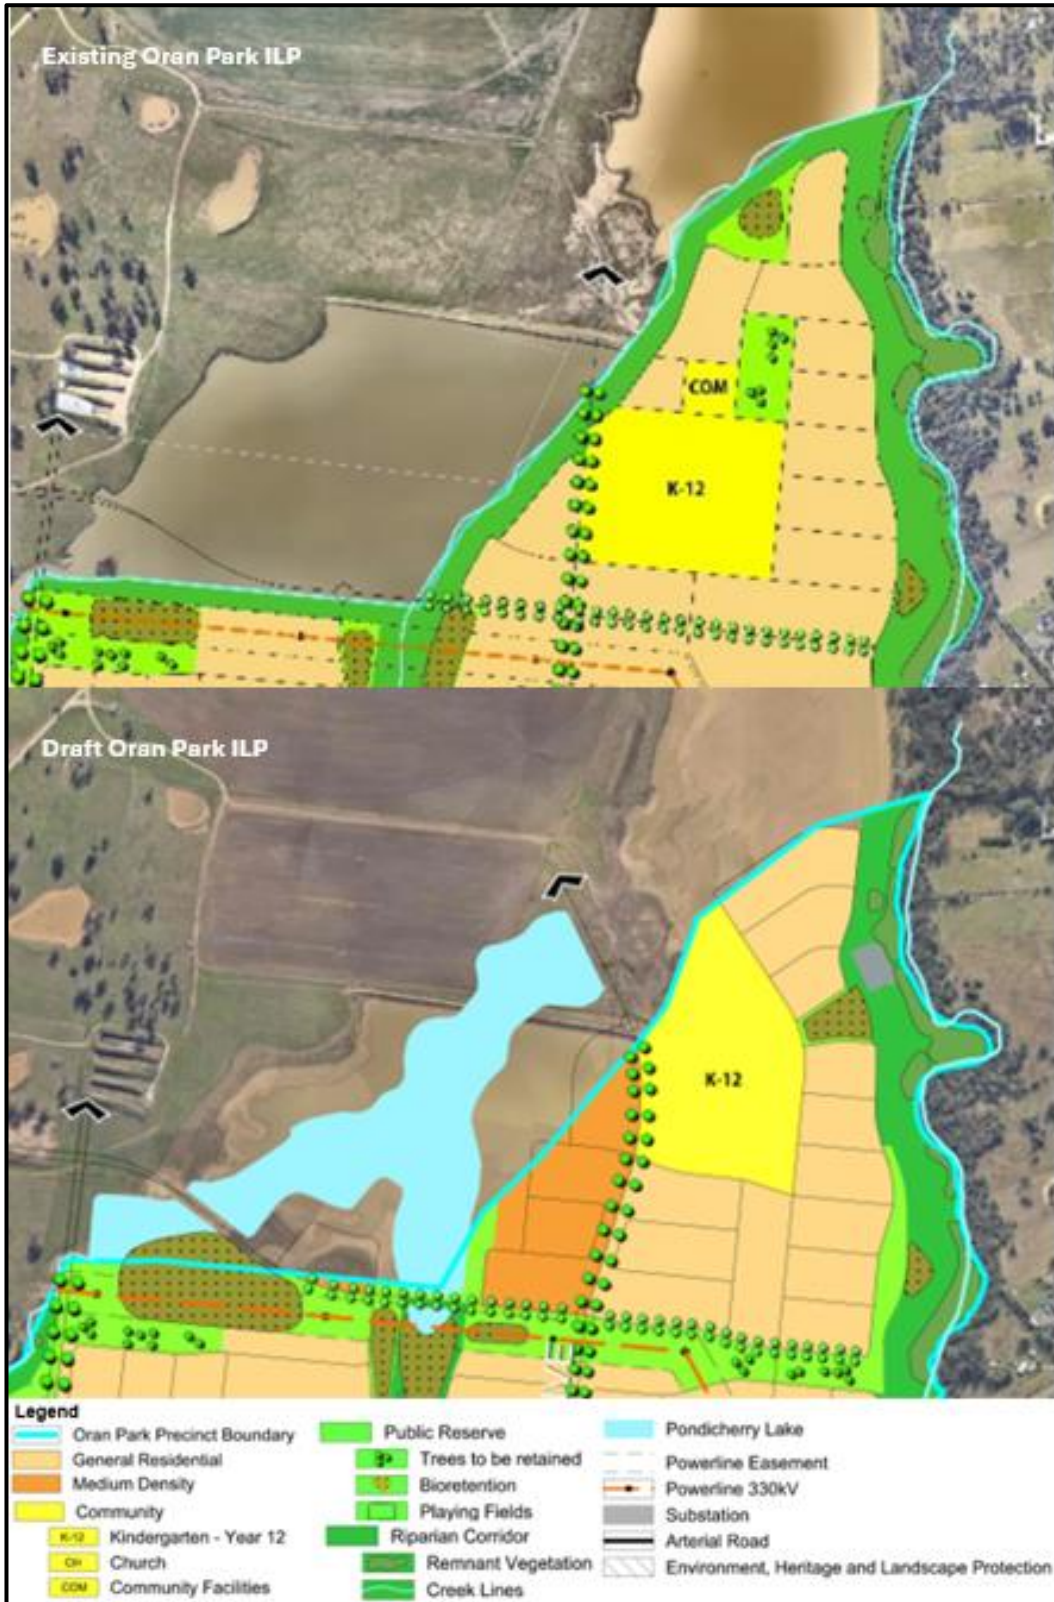 Existing Oran Park ILP
COM
K-12
Draft Oran Park ILP
K-12
Legend
Oran Park Precinct Boundary
General Residential
Medium Density
Community
K-12 Kindergarten - Year 12
CH Church
COM Community Facilities
Public Reserve
Trees to be retained
Bioretention
Playing Fields
Riparian Corridor
Remnant Vegetation
Creek Lines
Pondicherry Lake
Powerline Easement
Powerline 330kV
Substation
Arterial Road
Environment, Heritage and Landscape Protection